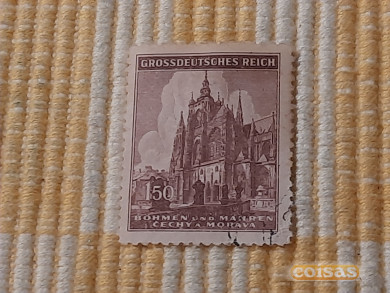 GROSSDEUTSCHES REICH
150
BÖHMEN UND MÄHREN
ČECHY A MORAVA
coisas